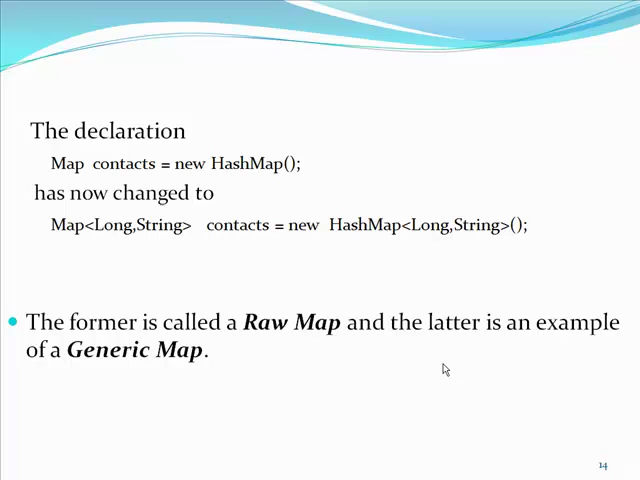 The declaration
Map contacts = new HashMap();
has now changed to
Map<Long,String> contacts = new HashMap<Long,String>();
• The former is called a Raw Map and the latter is an example
of a Generic Map.
14